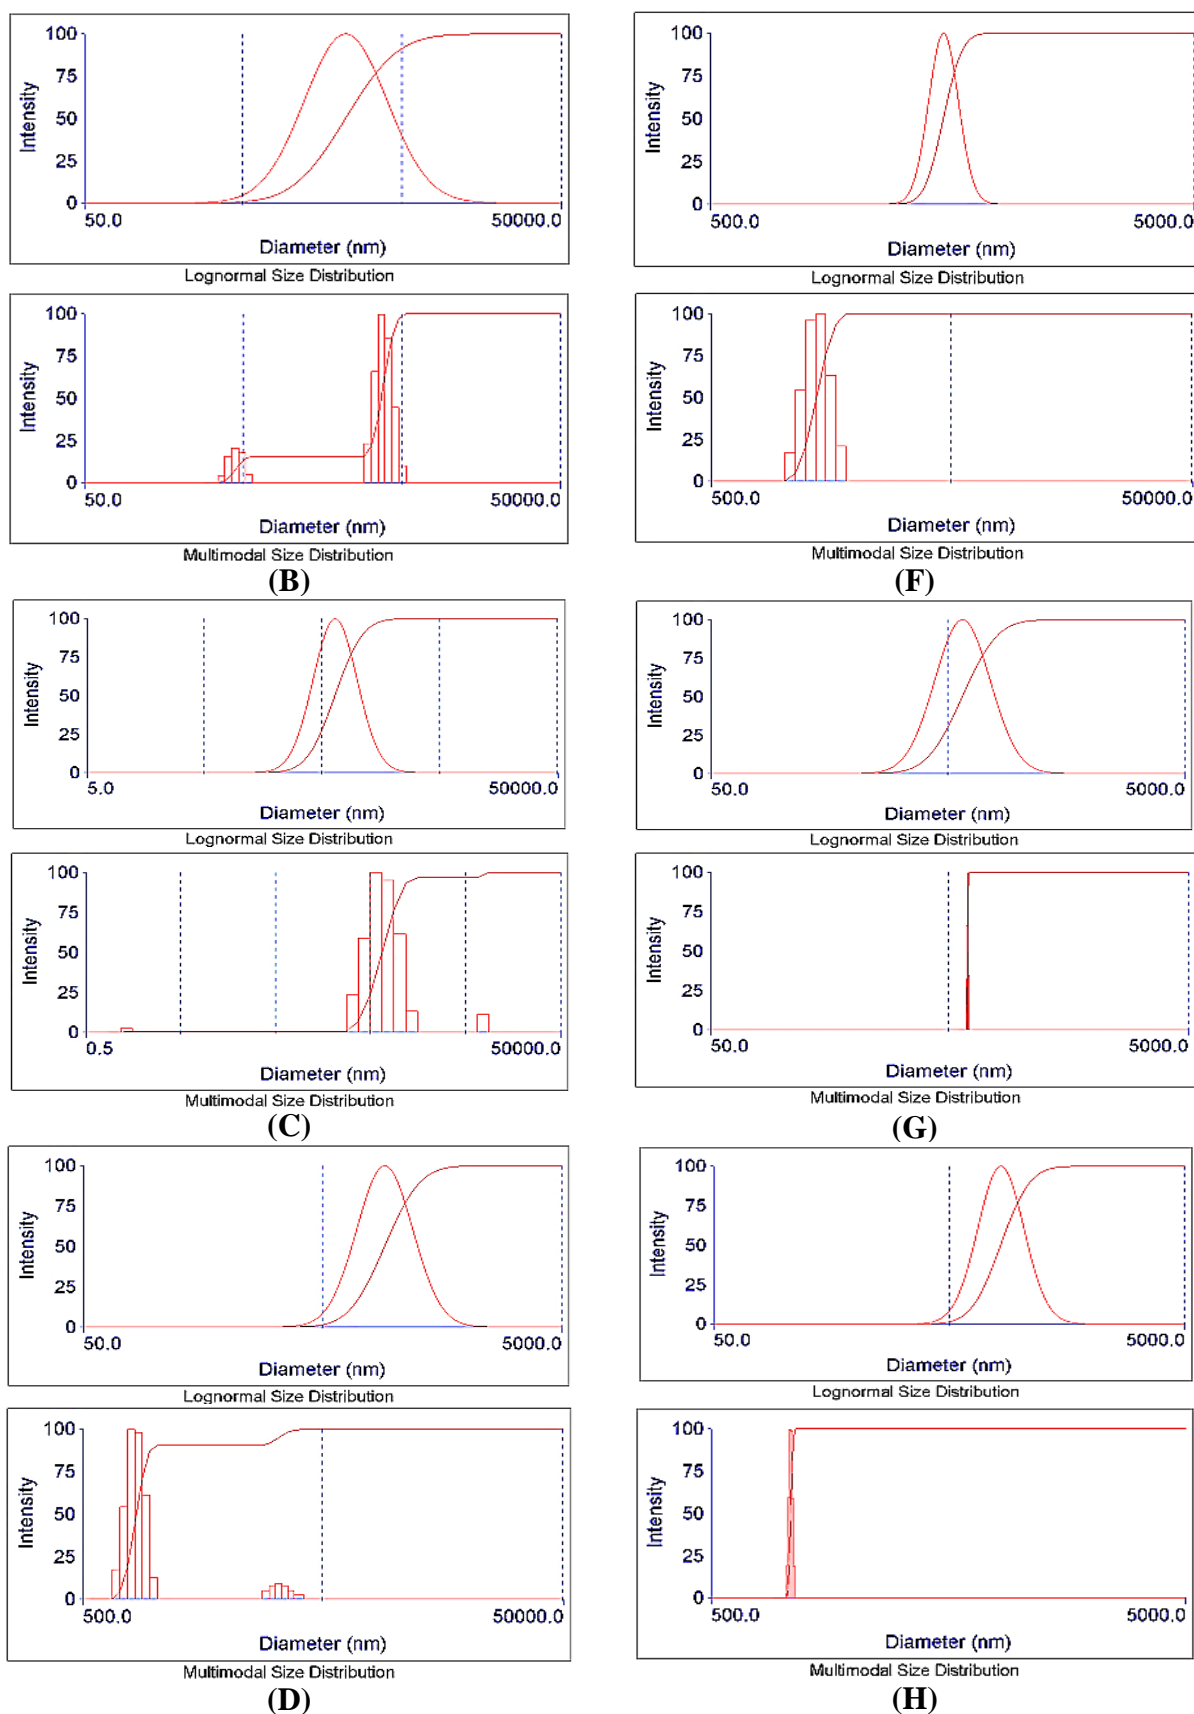 100
75
50
25
0
Intensity
50.0
50000.0
Diameter (nm)
Lognormal Size Distribution
100
75
50
25
0
Intensity
50.0
50000.0
Diameter (nm)
Multimodal Size Distribution
(B)
100
75
50
25
0
Intensity
500.0
5000.0
Diameter (nm)
Lognormal Size Distribution
100
75
50
25
0
Intensity
500.0
50000.0
Diameter (nm)
Multimodal Size Distribution
(F)
100
75
50
25
0
Intensity
5.0
50000.0
Diameter (nm)
Lognormal Size Distribution
100
75
50
25
0
Intensity
0.5
50000.0
Diameter (nm)
Multimodal Size Distribution
(C)
100
75
50
25
0
Intensity
50.0
5000.0
Diameter (nm)
Lognormal Size Distribution
100
75
50
25
0
Intensity
50.0
5000.0
Diameter (nm)
Multimodal Size Distribution
(G)
100
75
50
25
0
Intensity
50.0
5000.0
Diameter (nm)
Lognormal Size Distribution
100
75
50
25
0
Intensity
500.0
50000.0
Diameter (nm)
Multimodal Size Distribution
(D)
100
75
50
25
0
Intensity
50.0
5000.0
Diameter (nm)
Lognormal Size Distribution
100
75
50
25
0
Intensity
500.0
5000.0
Diameter (nm)
Multimodal Size Distribution
(H)